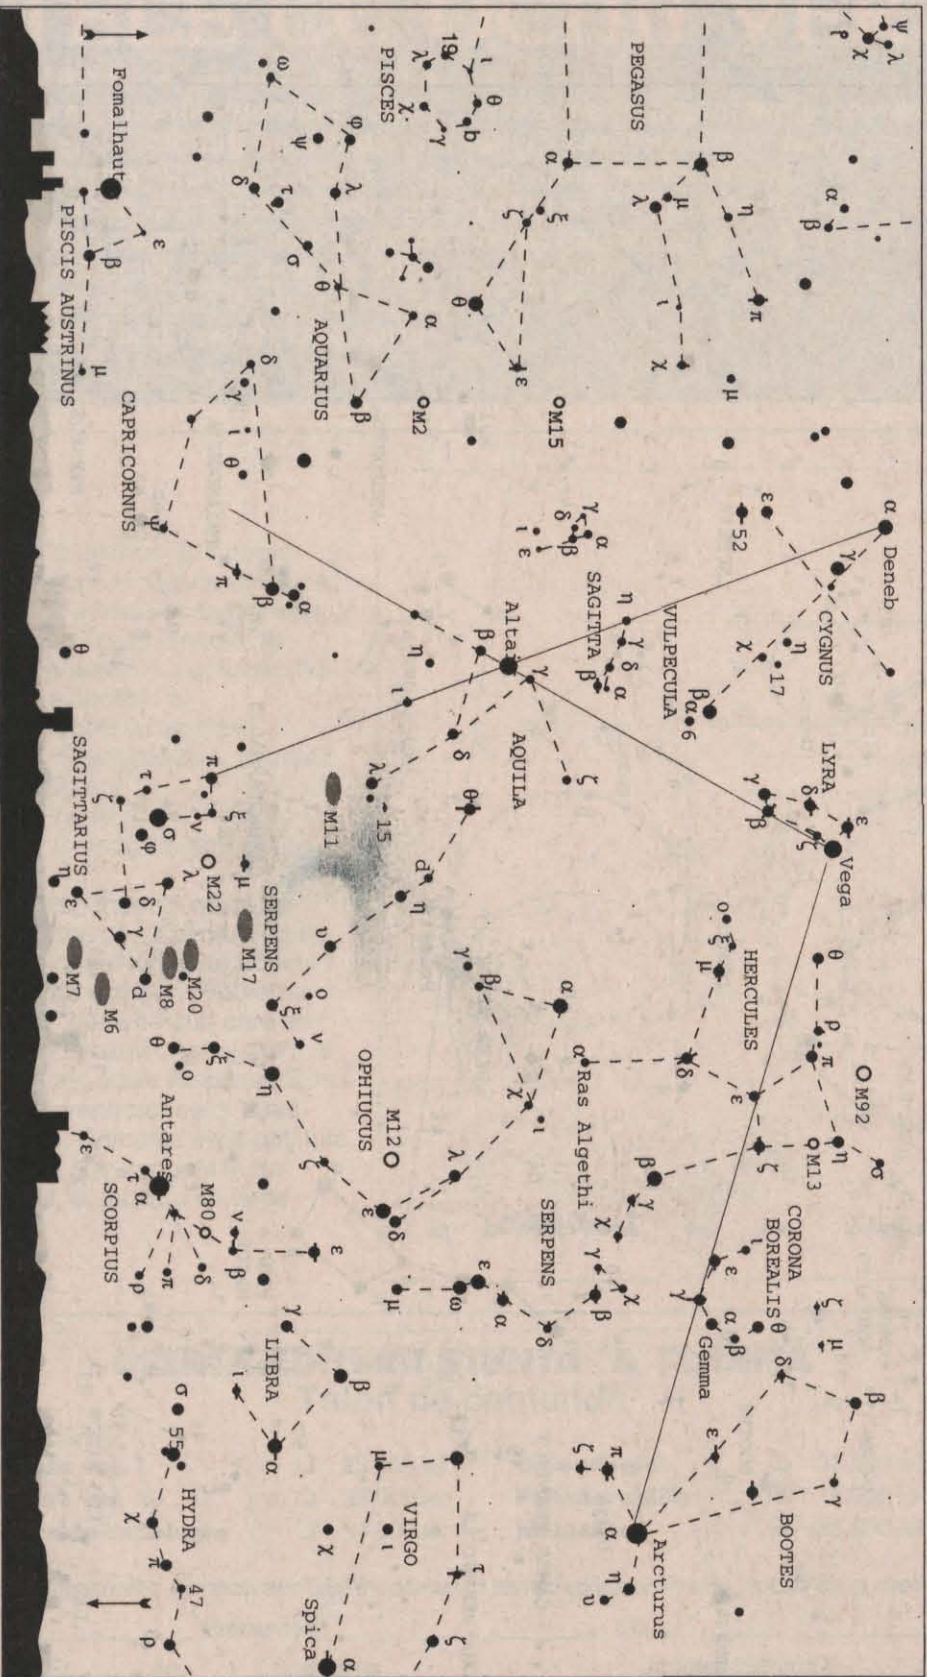 ψ
λ
χ
ρ
PEGASUS
β
α
μ
λ
η
π
ι
χ
μ
ξ
ζ
θ
ε
α
β
PISCES
19
ι
λ
θ
χ
b
γ
ω
φ
ψ
λ
δ
τ
σ
θ
α
β
AQUARIUS
Fomalhaut
ε
β
μ
PISCIS AUSTRINUS
M2
M15
CAPRICORNUS
δ
γ
ι
θ
ψ
π
β
α
α
Deneb
γ
ε
52
CYGNUS
η
χ
17
β
α
6
VULPECULA
γ
δ
α
β
ι
ε
SAGITTA
η
γ
δ
α
β
Altair
β
γ
η
ι
δ
ζ
AQUILA
λ
15
θ
M11
LYRA
γ
δ
β
ε
ζ
Vega
θ
SAGITTARIUS
π
τ
ζ
σ
φ
ν
ξ
M22
λ
μ
M17
δ
η
ε
γ
d
M20
M8
M7
M6
SERPENS
d
η
υ
ο
ξ
ν
OPHIUCUS
γ
β
α
χ
ι
λ
M12
θ
ο
ξ
η
ζ
ε
δ
HERCULES
θ
ρ
π
M92
ο
ξ
ξ
μ
δ
ε
ζ
M13
η
σ
α
Ras Algethi
β
γ
χ
SERPENS
γ
χ
β
δ
α
ε
ω
μ
CORONA
BOREALIS
ι
ε
γ
α
β
θ
Gemma
ζ
μ
Antares
ε
τ
α
M80
ν
β
δ
π
ρ
ε
SCORPIUS
LIBRA
γ
β
ι
α
BOOTES
δ
β
ε
γ
π
ζ
α
Arcturus
η
υ
VIRGO
μ
ι
χ
τ
ζ
Spica
α
HYDRA
σ
55
χ
π
47
ρ